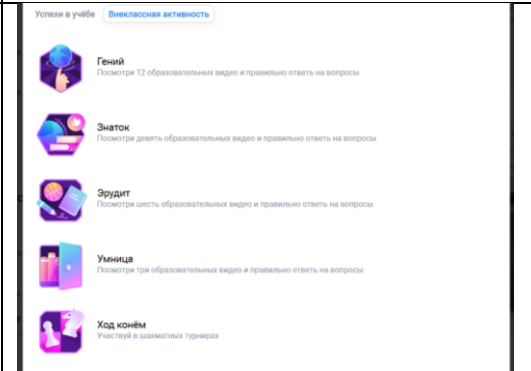 Успехи в учёбе Внеклассная активность
Гений
Посмотри 12 образовательных видео и правильно ответь на вопросы
Знаток
Посмотри девять образовательных видео и правильно ответь на вопросы
Эрудит
Посмотри шесть образовательных видео и правильно ответь на вопросы
Умница
Посмотри три образовательных видео и правильно ответь на вопросы
Ход конём
Участвуй в шахматных турнирах